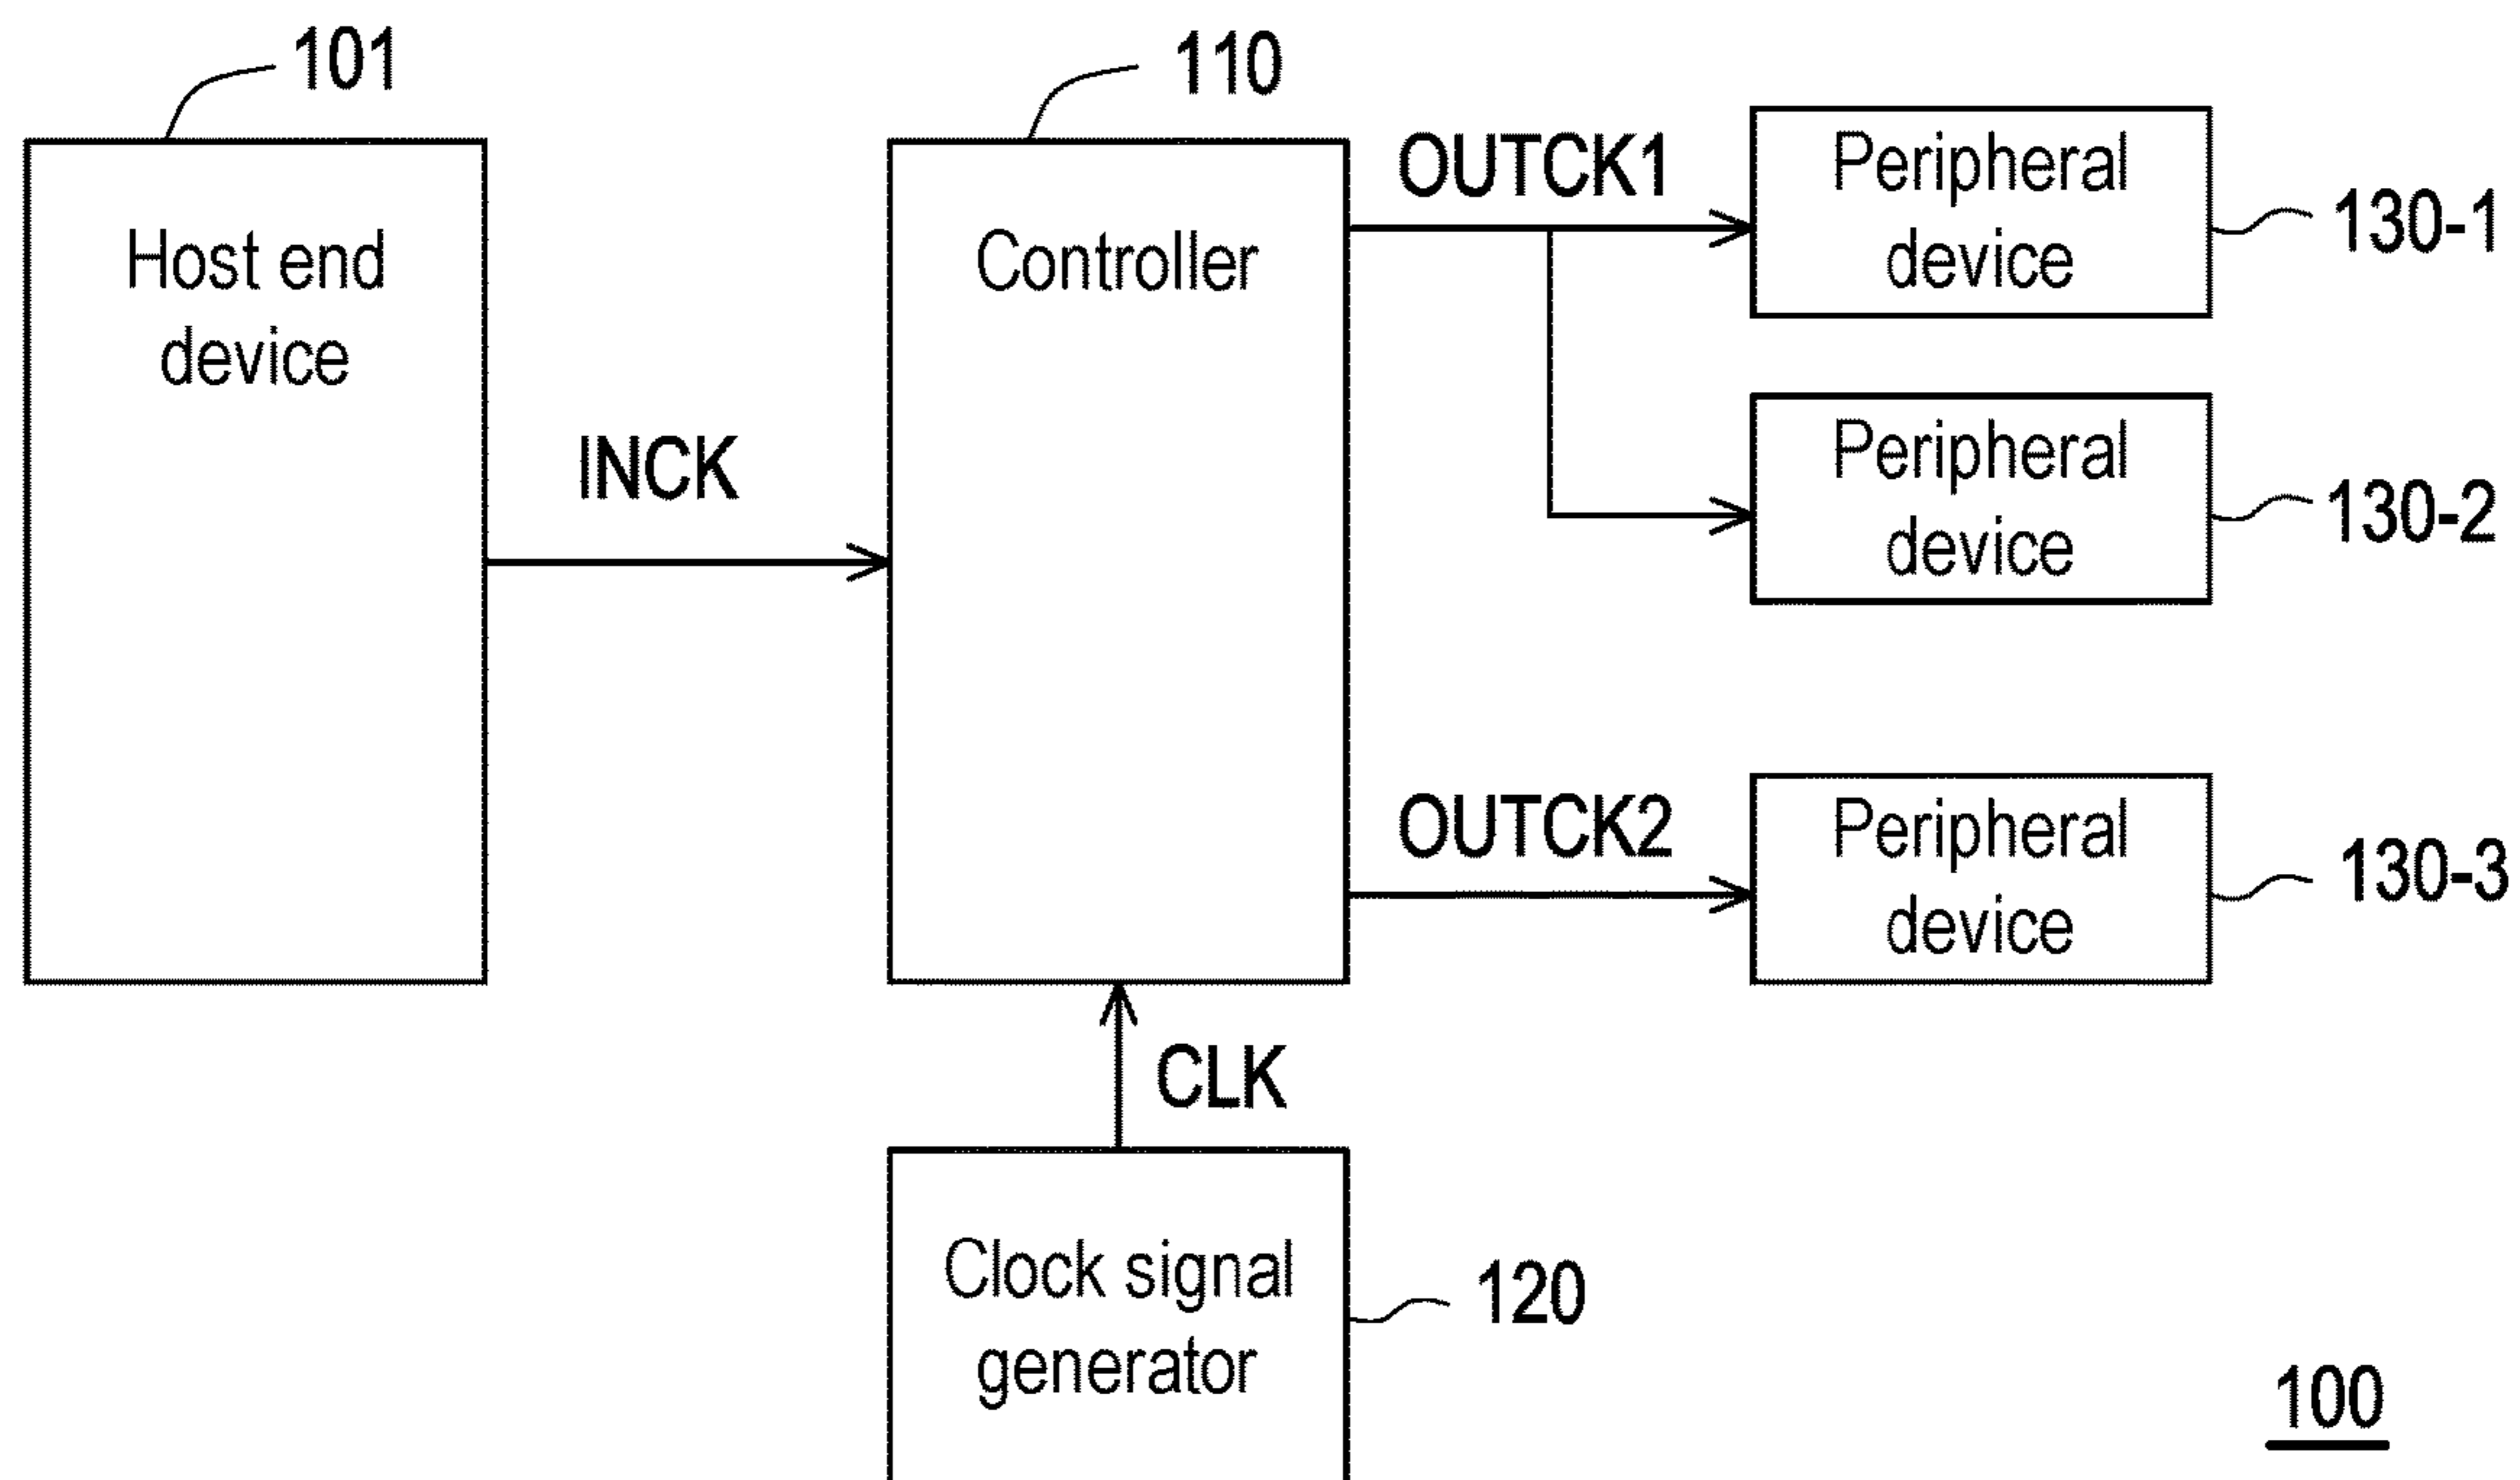 101
110
Host end
device
INCK
Controller
OUTCK1
Peripheral
device
130-1
Peripheral
device
130-2
OUTCK2
Peripheral
device
130-3
CLK
Clock signal
generator
120
100